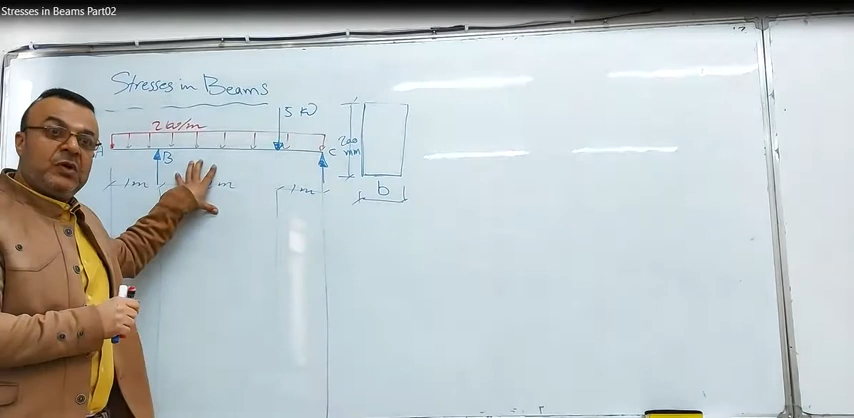 Stresses in Beams Part02
Stresses in Beams
5 kN
2 kN/m
A
B
C
200
mm
1m
m
1m
b